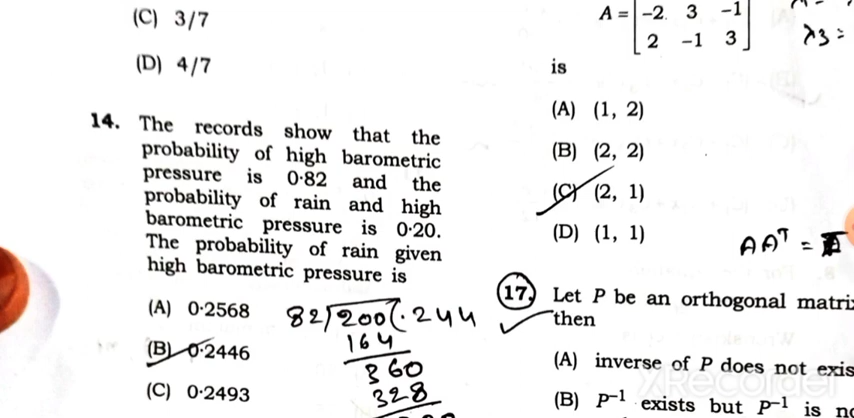 (C) 3/7
(D) 4/7
14. The records show that the
probability of high barometric
pressure is 0·82 and the
probability of rain and high
barometric pressure is 0·20.
The probability of rain given
high barometric pressure is
(A) 0·2568
(B) 0·2446
(C) 0·2493
82 200 ·244
164
360
328
A = -2 3 -1
2 -1 3
λ3 =
is
(A) (1, 2)
(B) (2, 2)
(C) (2, 1)
(D) (1, 1)
AAᵀ =
17. Let P be an orthogonal matri
then
(A) inverse of P does not exis
(B) P⁻¹ exists but P⁻¹ is
XRecorder